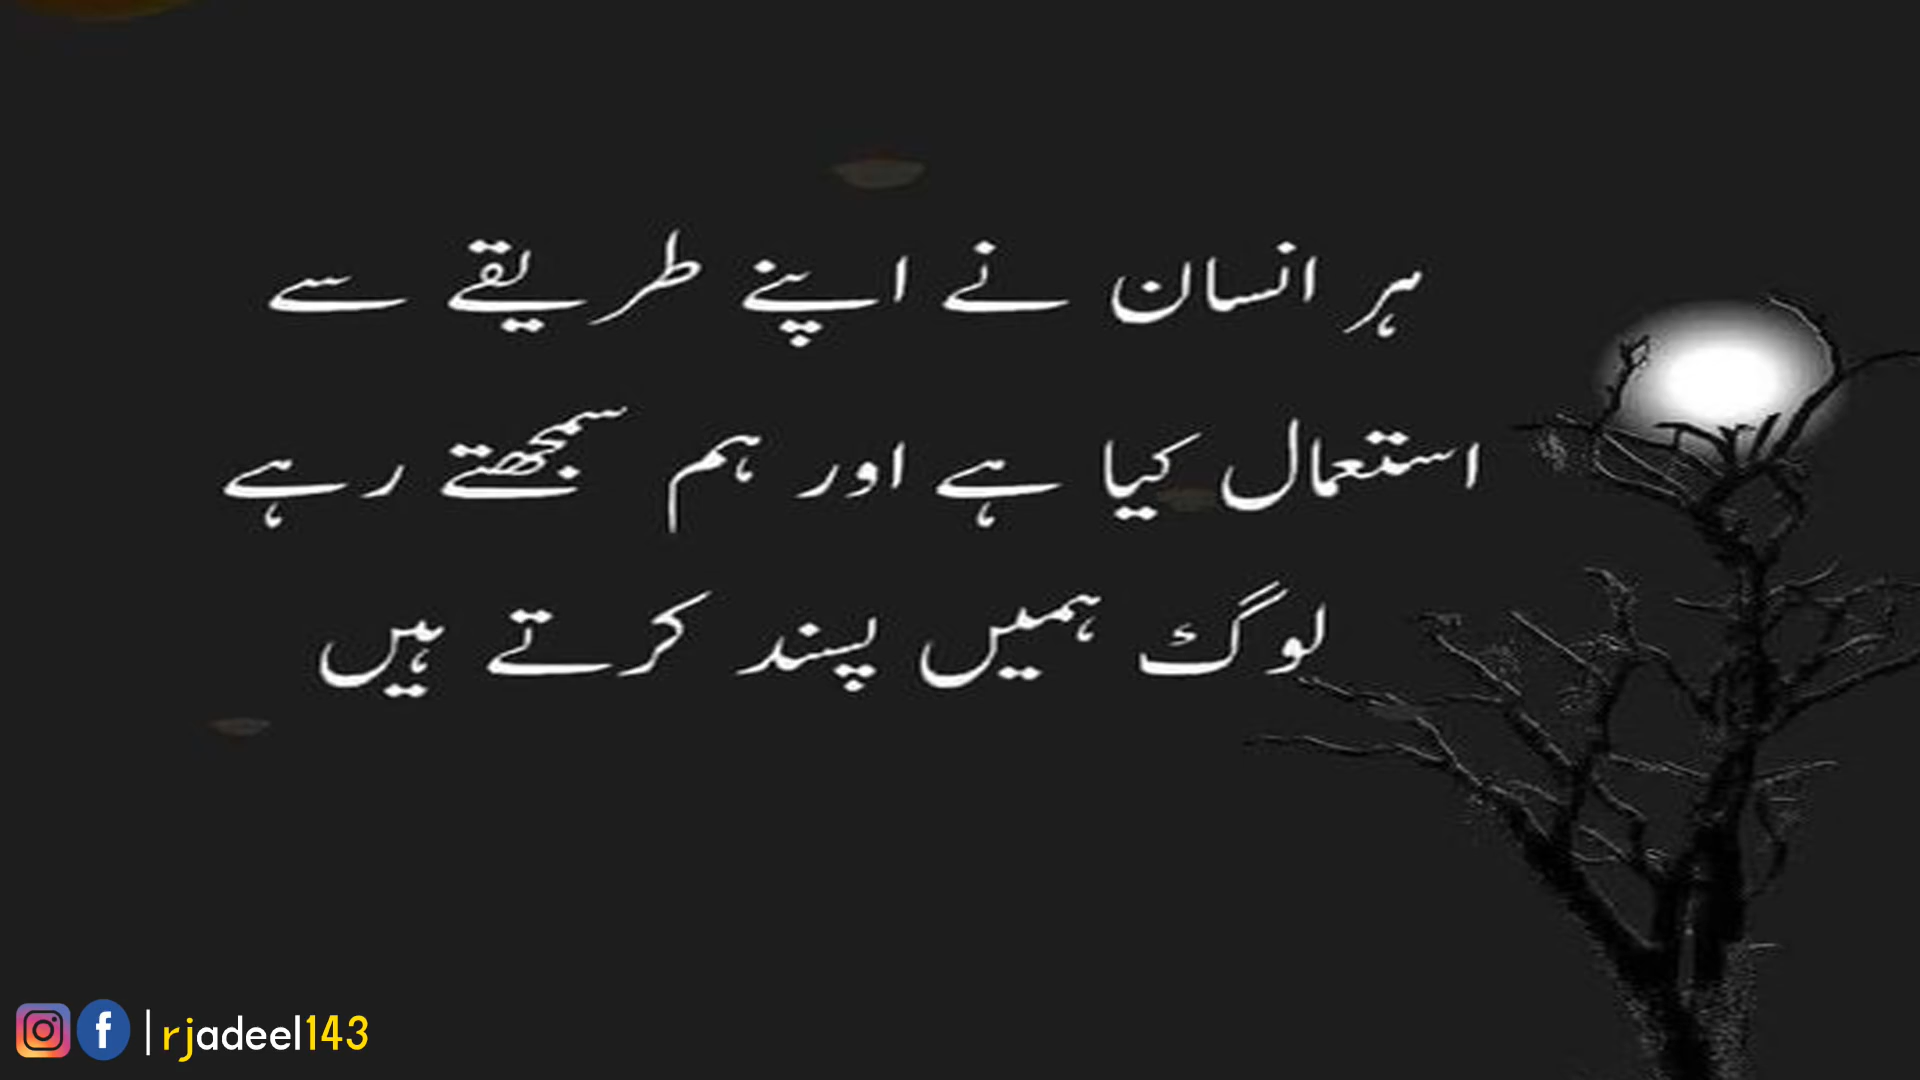 ہر انسان نے اپنے طریقے سے
استعمال کیا ہے اور ہم سمجھتے رہے
لوگ ہمیں پسند کرتے ہیں
|rjadeel143